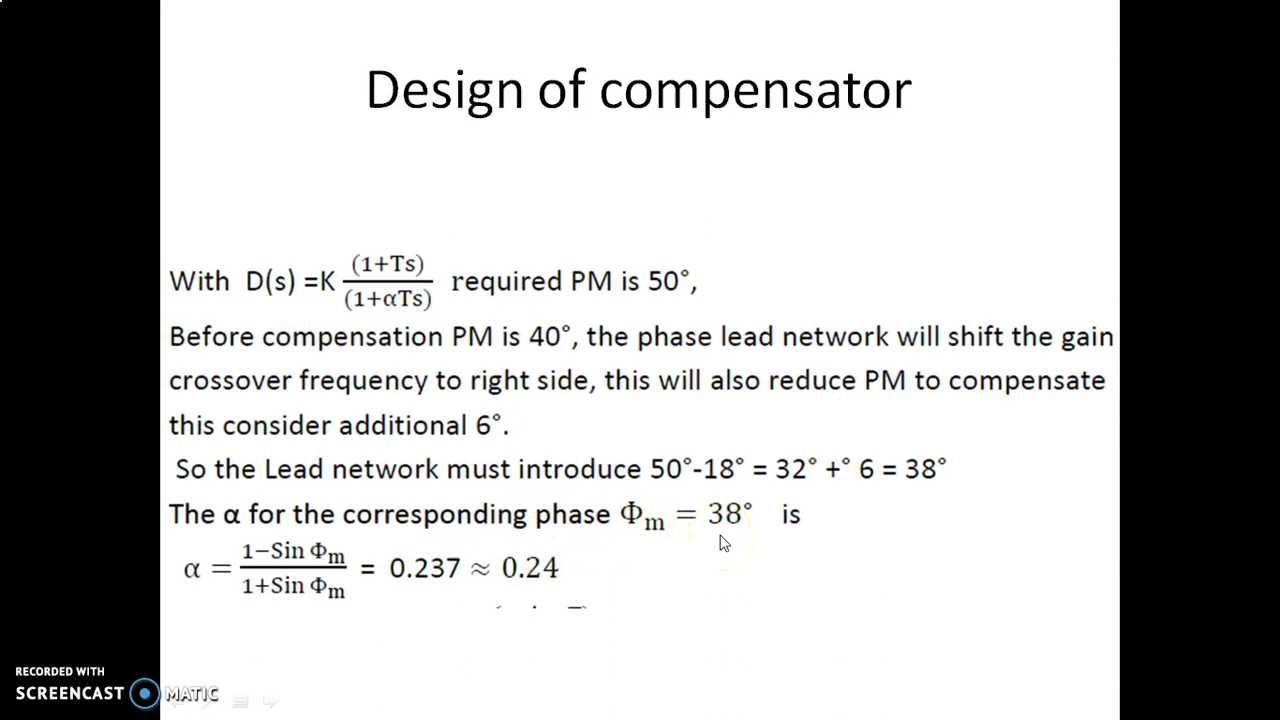 Design of compensator
With D(s) =K (1+Ts)/(1+αTs) required PM is 50°,
Before compensation PM is 40°, the phase lead network will shift the gain
crossover frequency to right side, this will also reduce PM to compensate
this consider additional 6°.
So the Lead network must introduce 50°-18° = 32° +° 6 = 38°
The α for the corresponding phase Φm = 38° is
α = 1−Sin Φm/1+Sin Φm = 0.237 ≈ 0.24
RECORDED WITH
SCREENCAST MATIC